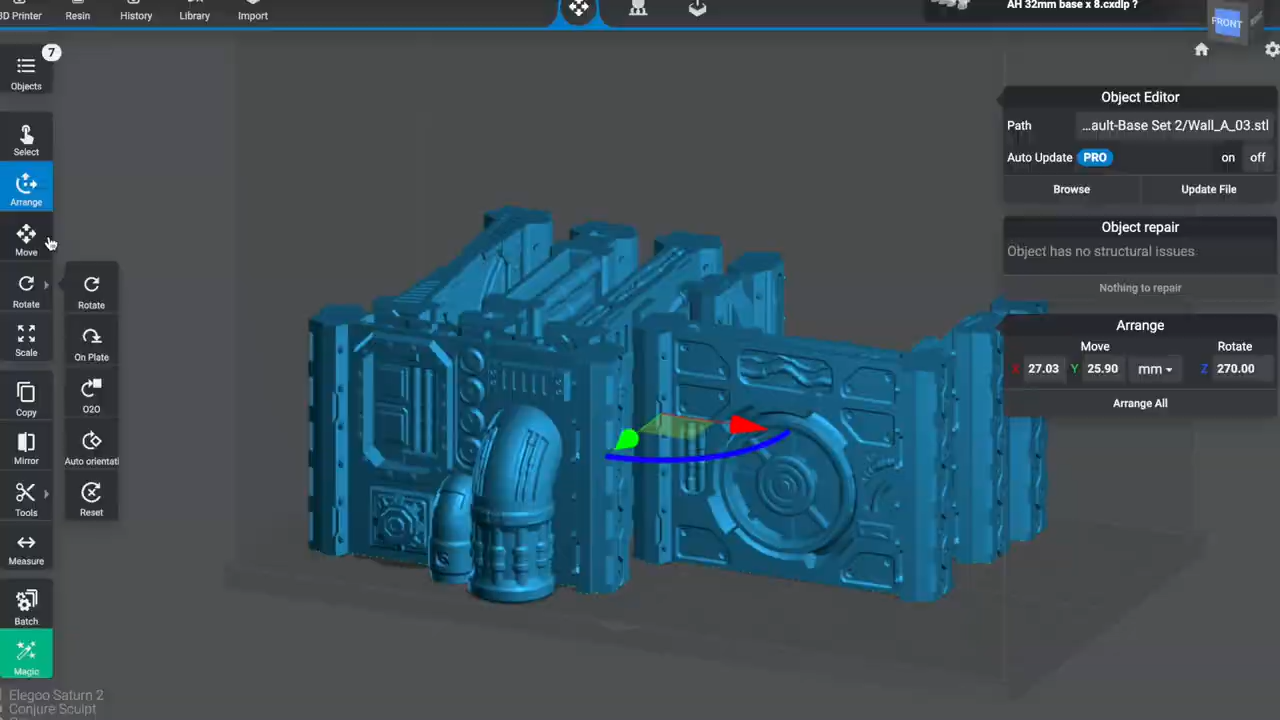 3D Printer
Resin
History
Library
Import
AH 32mm base x 8.cxdlp ?
FRONT
7
Objects
Select
Arrange
Move
Rotate
Scale
Copy
Mirror
Tools
Measure
Batch
Magic
Rotate
On Plate
O2O
Auto orientati
Reset
Object Editor
Path ...ault-Base Set 2/Wall_A_03.stl
Auto Update PRO on off
Browse Update File
Object repair
Object has no structural issues
Nothing to repair
Arrange
Move Rotate
X 27.03 Y 25.90 mm Z 270.00
Arrange All
Elegoo Saturn 2
Conjure Sculpt